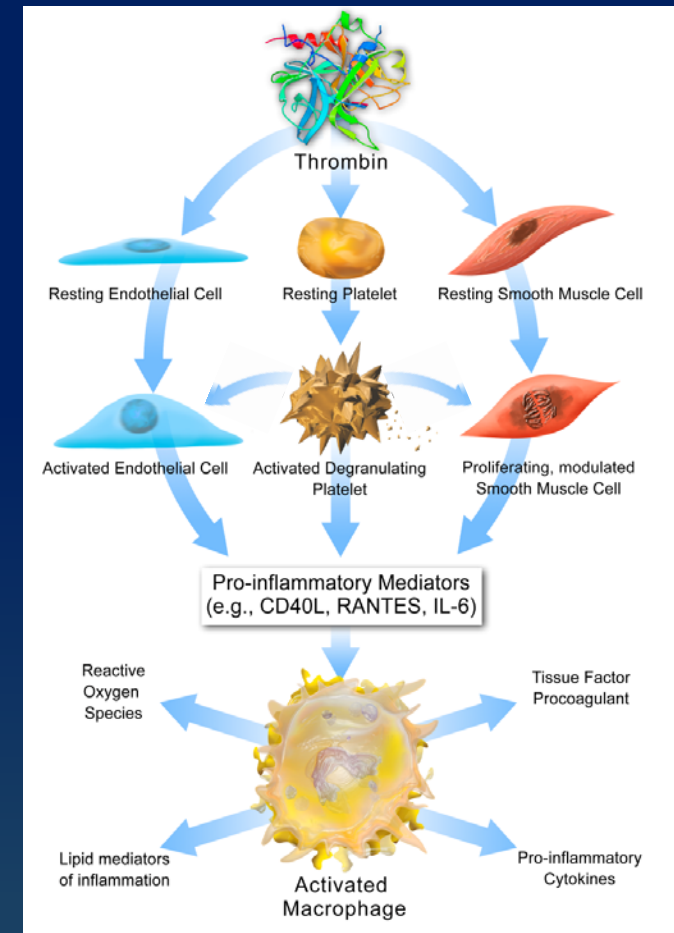 Thrombin
Resting Endothelial Cell
Resting Platelet
Resting Smooth Muscle Cell
Activated Endothelial Cell
Activated Degranulating
Platelet
Proliferating, modulated
Smooth Muscle Cell
Pro-inflammatory Mediators
(e.g., CD40L, RANTES, IL-6)
Reactive
Oxygen
Species
Tissue Factor
Procoagulant
Lipid mediators
of inflammation
Pro-inflammatory
Cytokines
Activated
Macrophage